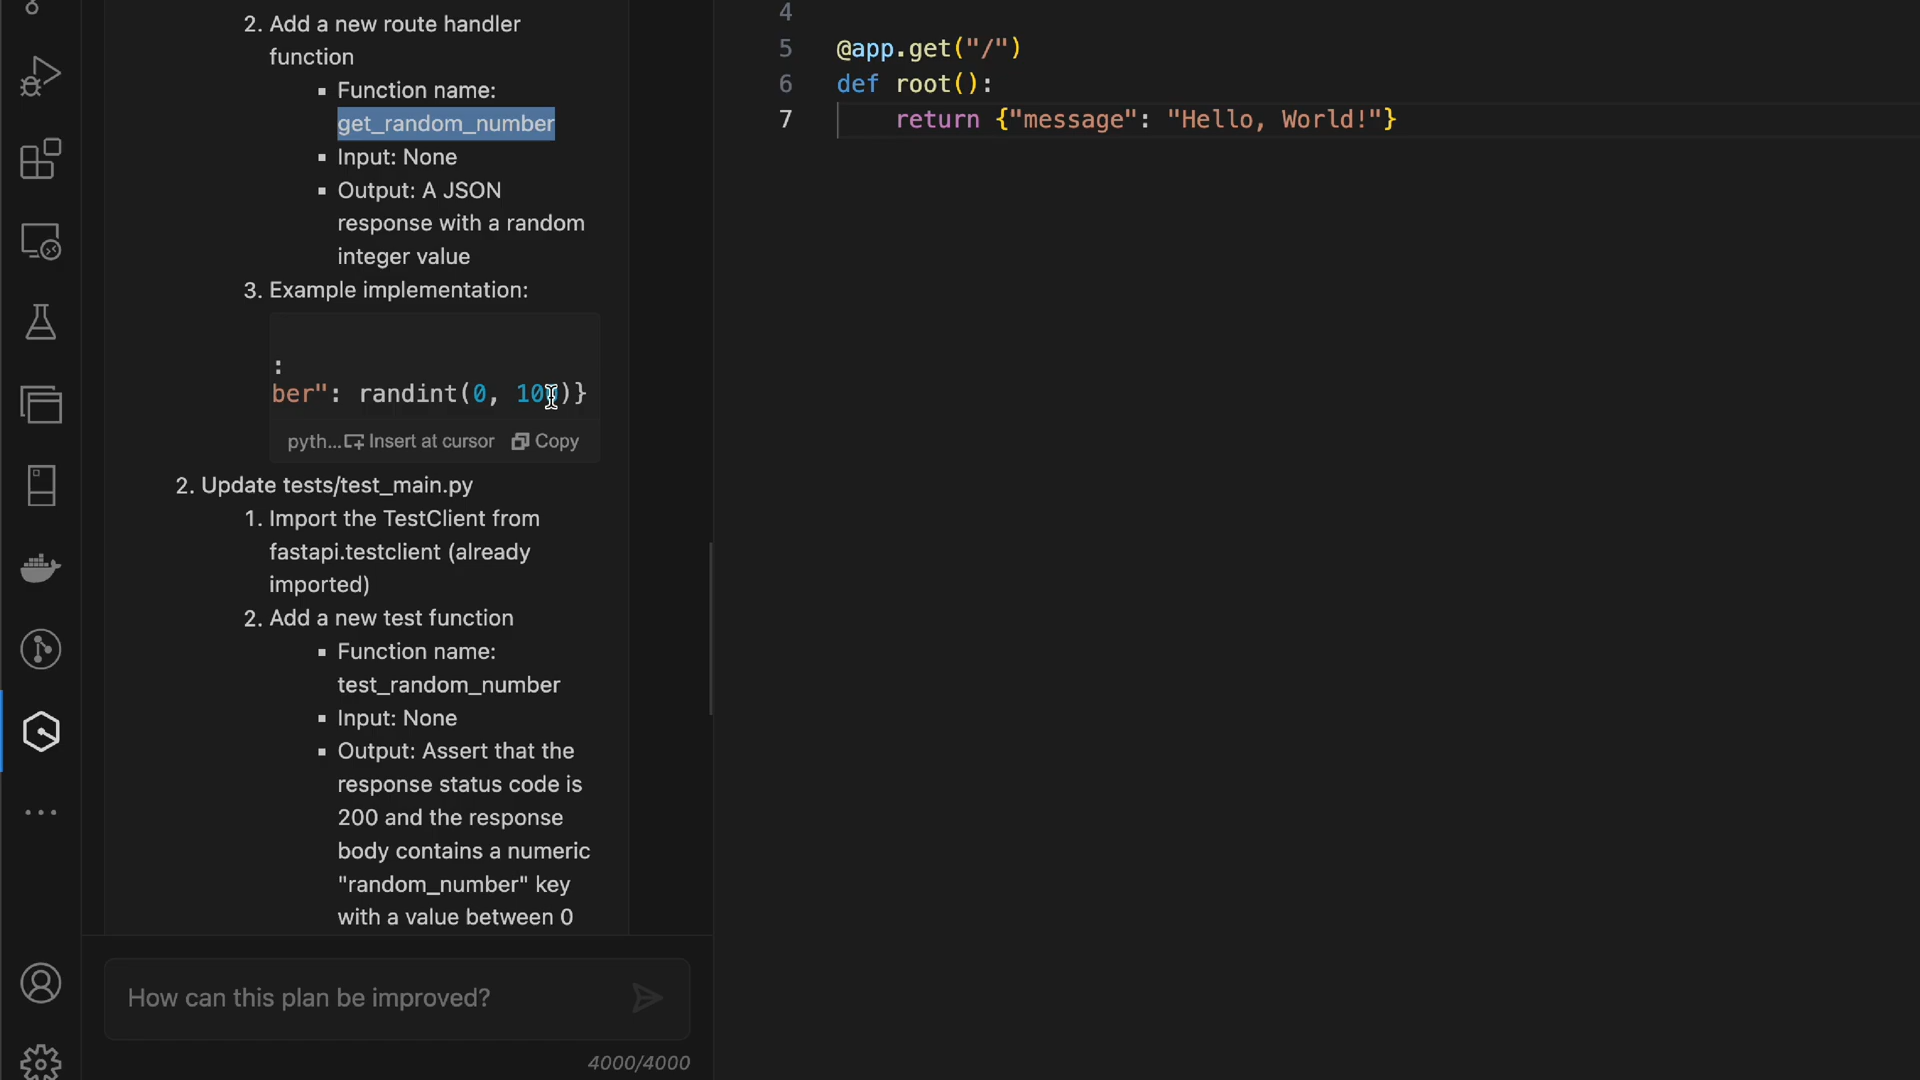 2. Add a new route handler
function
▪ Function name:
get_random_number
▪ Input: None
▪ Output: A JSON
response with a random
integer value
3. Example implementation:
:
ber": randint(0, 100)}
pyth... Insert at cursor Copy
2. Update tests/test_main.py
1. Import the TestClient from
fastapi.testclient (already
imported)
2. Add a new test function
▪ Function name:
test_random_number
▪ Input: None
▪ Output: Assert that the
response status code is
200 and the response
body contains a numeric
"random_number" key
with a value between 0
How can this plan be improved?
4000/4000
4
5 @app.get("/")
6 def root():
7 return {"message": "Hello, World!"}